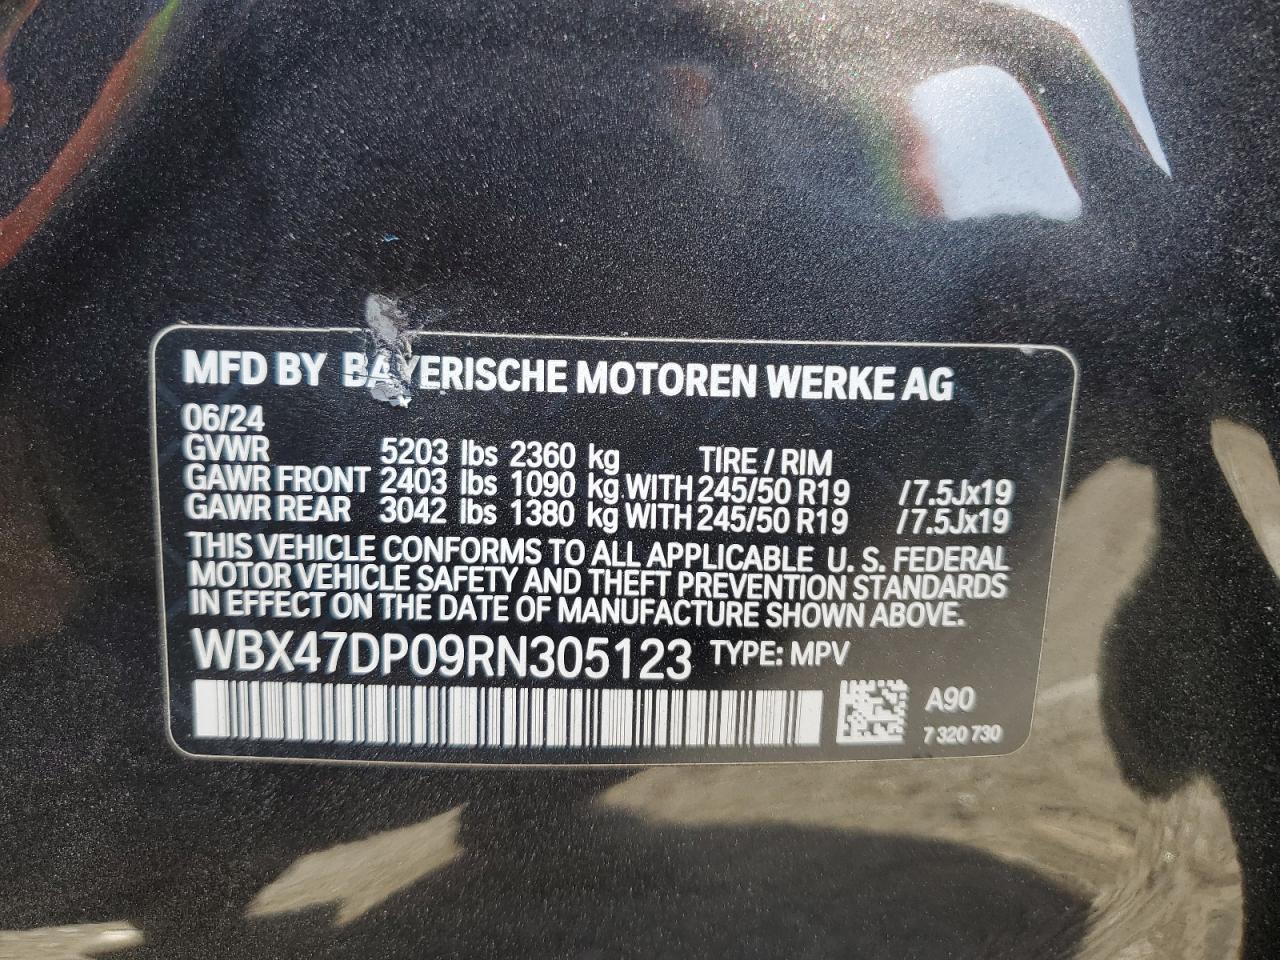 MFD BY BAYERISCHE MOTOREN WERKE AG
06/24
GVWR 5203 lbs 2360 kg TIRE / RIM
GAWR FRONT 2403 lbs 1090 kg WITH 245/50 R19 /7.5Jx19
GAWR REAR 3042 lbs 1380 kg WITH 245/50 R19 /7.5Jx19
THIS VEHICLE CONFORMS TO ALL APPLICABLE U. S. FEDERAL
MOTOR VEHICLE SAFETY AND THEFT PREVENTION STANDARDS
IN EFFECT ON THE DATE OF MANUFACTURE SHOWN ABOVE.
WBX47DP09RN305123 TYPE: MPV
A90
7 320 730